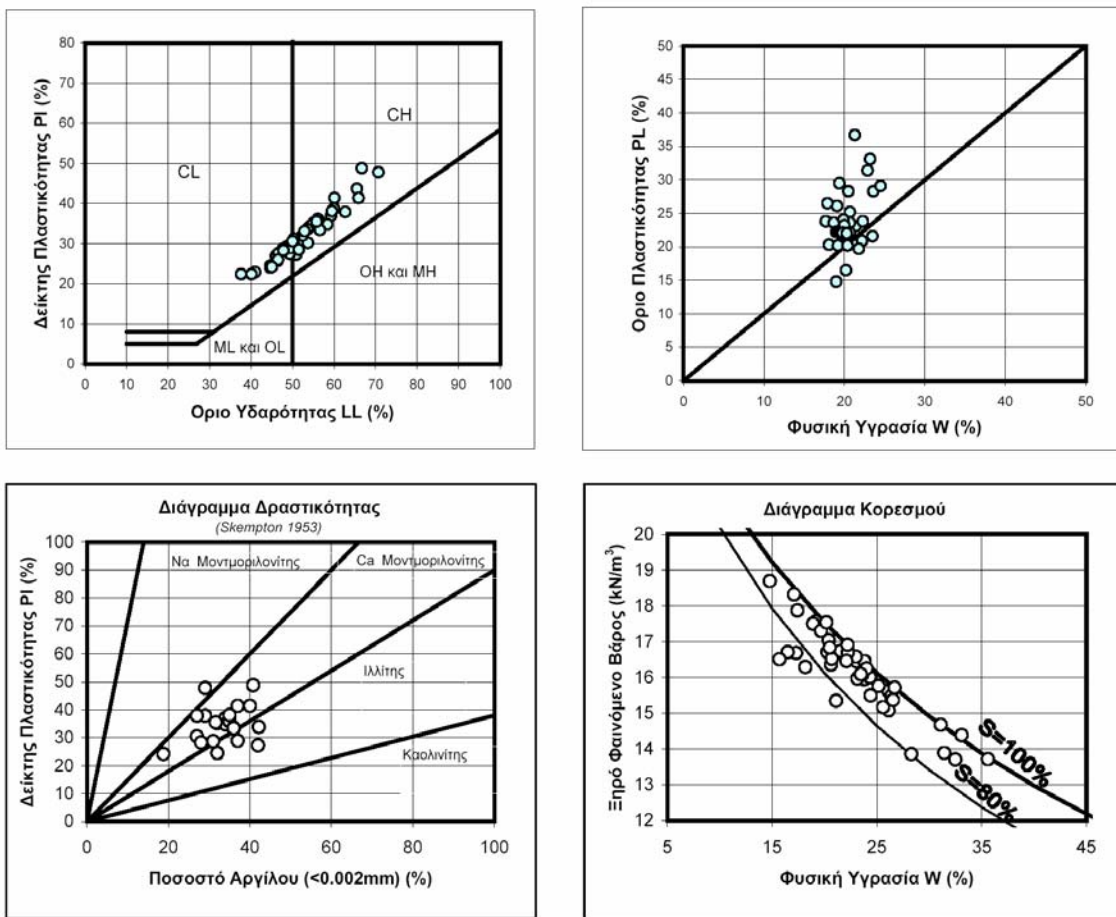 Δείκτης Πλαστικότητας PI (%)
80
70
60
50
40
30
20
10
0
CH
CL
OH και MH
ML και OL
0 10 20 30 40 50 60 70 80 90 100
Οριο Υδαρότητας LL (%)
Οριο Πλαστικότητας PL (%)
50
45
40
35
30
25
20
15
10
5
0
0 10 20 30 40 50
Φυσική Υγρασία W (%)
Διάγραμμα Δραστικότητας
(Skempton 1953)
Δείκτης Πλαστικότητας PI (%)
100
90
80
70
60
50
40
30
20
10
0
Na Μοντμοριλονίτης
Ca Μοντμοριλονίτης
Ιλλίτης
Καολινίτης
0 20 40 60 80 100
Ποσοστό Αργίλου (<0.002mm) (%)
Διάγραμμα Κορεσμού
Ξηρό Φαινόμενο Βάρος (kN/m³)
20
19
18
17
16
15
14
13
12
S=100%
S=80%
5 15 25 35 45
Φυσική Υγρασία W (%)